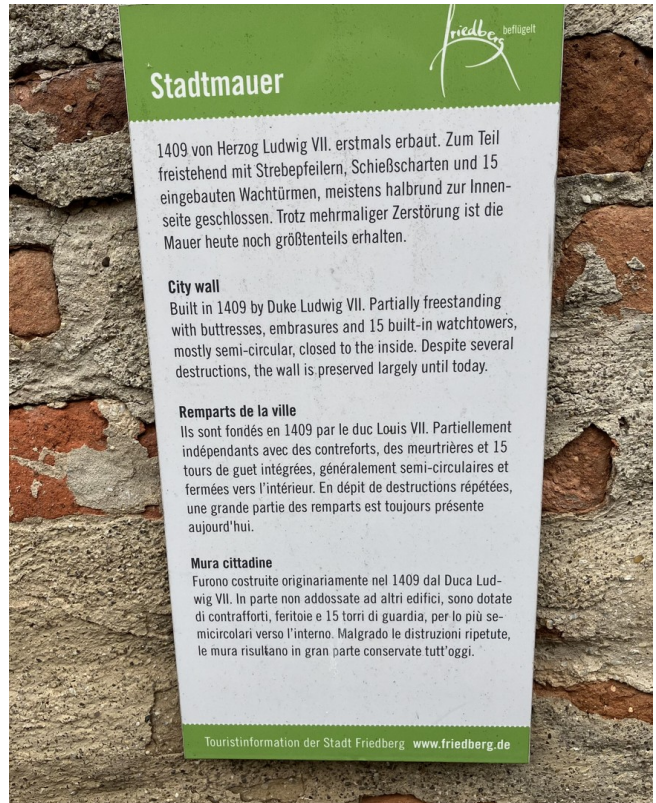 Friedberg beflügelt
Stadtmauer
1409 von Herzog Ludwig VII. erstmals erbaut. Zum Teil
freistehend mit Strebepfeilern, Schießscharten und 15
eingebauten Wachtürmen, meistens halbrund zur Innen-
seite geschlossen. Trotz mehrmaliger Zerstörung ist die
Mauer heute noch größtenteils erhalten.
City wall
Built in 1409 by Duke Ludwig VII. Partially freestanding
with buttresses, embrasures and 15 built-in watchtowers,
mostly semi-circular, closed to the inside. Despite several
destructions, the wall is preserved largely until today.
Remparts de la ville
Ils sont fondés en 1409 par le duc Louis VII. Partiellement
indépendants avec des contreforts, des meurtrières et 15
tours de guet intégrées, généralement semi-circulaires et
fermées vers l'intérieur. En dépit de destructions répétées,
une grande partie des remparts est toujours présente
aujourd'hui.
Mura cittadine
Furono costruite originariamente nel 1409 dal Duca Lud-
wig VII. In parte non addossate ad altri edifici, sono dotate
di contrafforti, feritoie e 15 torri di guardia, per lo più se-
micircolari verso l'interno. Malgrado le distruzioni ripetute,
le mura risultano in gran parte conservate tutt'oggi.
Touristinformation der Stadt Friedberg www.friedberg.de